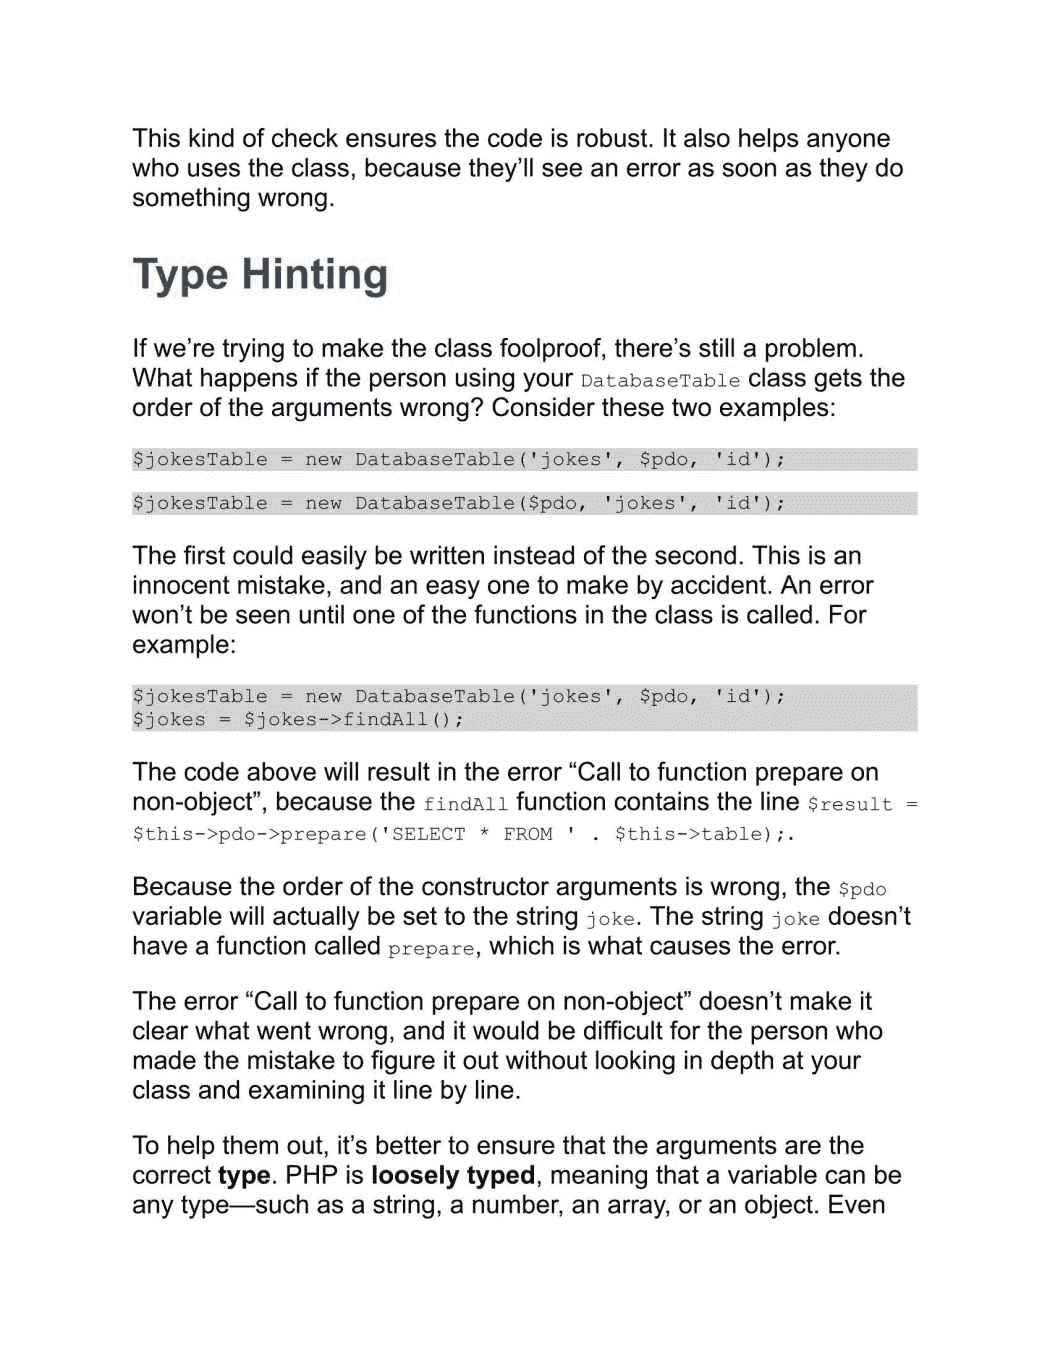 This kind of check ensures the code is robust. It also helps anyone
who uses the class, because they’ll see an error as soon as they do
something wrong.
Type Hinting
If we’re trying to make the class foolproof, there’s still a problem.
What happens if the person using your DatabaseTable class gets the
order of the arguments wrong? Consider these two examples:
$jokesTable = new DatabaseTable('jokes', $pdo, 'id');
$jokesTable = new DatabaseTable($pdo, 'jokes', 'id');
The first could easily be written instead of the second. This is an
innocent mistake, and an easy one to make by accident. An error
won’t be seen until one of the functions in the class is called. For
example:
$jokesTable = new DatabaseTable('jokes', $pdo, 'id');
$jokes = $jokes->findAll();
The code above will result in the error “Call to function prepare on
non-object”, because the findAll function contains the line $result =
$this->pdo->prepare('SELECT * FROM ' . $this->table);.
Because the order of the constructor arguments is wrong, the $pdo
variable will actually be set to the string joke. The string joke doesn’t
have a function called prepare, which is what causes the error.
The error “Call to function prepare on non-object” doesn’t make it
clear what went wrong, and it would be difficult for the person who
made the mistake to figure it out without looking in depth at your
class and examining it line by line.
To help them out, it’s better to ensure that the arguments are the
correct type. PHP is loosely typed, meaning that a variable can be
any type—such as a string, a number, an array, or an object. Even